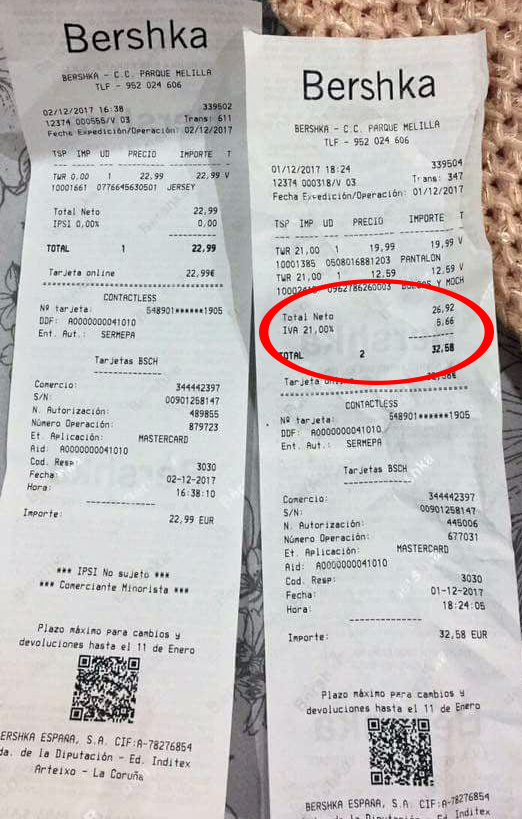 Bershka
BERSHKA - C.C. PARQUE MELILLA
TLF - 952 024 606
02/12/2017 16:38 339502
12374 000555/V 03 Trans: 611
Fecha Expedición/Operación: 02/12/2017
TSP IMP UD PRECIO IMPORTE T
TWR 0,00 1 22,99 22,99 V
10001661 0776645630501 JERSEY
Total Neto 22,99
IPSI 0,00% 0,00
TOTAL 1 22,99
Tarjeta online 22,99€
CONTACTLESS
Nº tarjeta: 548901******1905
DDF: A0000000041010
Ent. Aut.: SERMEPA
Tarjetas BSCH
Comercio: 344442397
S/N: 00901258147
N. Autorización: 489855
Número Operación: 879723
Et. Aplicación: MASTERCARD
Aid: A0000000041010
Cod. Resp 3030
Fecha: 02-12-2017
Hora: 16:38:10
Importe: 22,99 EUR
*** IPSI No sujeto ***
*** Comerciante Minorista ***
Plazo máximo para cambios y
devoluciones hasta el 11 de Enero
ERSHKA ESPAÑA, S.A. CIF:A-78276854
da. de la Diputación - Ed. Inditex
Arteixo - La Coruña
Bershka
BERSHKA - C.C. PARQUE MELILLA
TLF - 952 024 606
01/12/2017 18:24 339504
12374 000318/V 03 Trans: 347
Fecha Expedición/Operación: 01/12/2017
TSP IMP UD PRECIO IMPORTE T
TWR 21,00 1 19,99 19,99 V
10001385 0508016881203 PANTALON
TWR 21,00 1 12,59 12,59 V
0962786260003 BOLSOS Y MOCH
Total Neto 26,92
IVA 21,00% 5,66
TOTAL 2 32,58
Tarjeta online 32,58€
CONTACTLESS
Nº tarjeta: 548901******1905
DDF: A0000000041010
Ent. Aut.: SERMEPA
Tarjetas BSCH
Comercio: 344442397
S/N: 00901258147
N. Autorización: 445006
Número Operación: 677031
Et. Aplicación: MASTERCARD
Aid: A0000000041010
Cod. Resp: 3030
Fecha: 01-12-2017
Hora: 18:24:05
Importe: 32,58 EUR
Plazo máximo para cambios y
devoluciones hasta el 11 de Enero
BERSHKA ESPAÑA, S.A. CIF:A-78276854
de la Diputación - Ed. Inditex